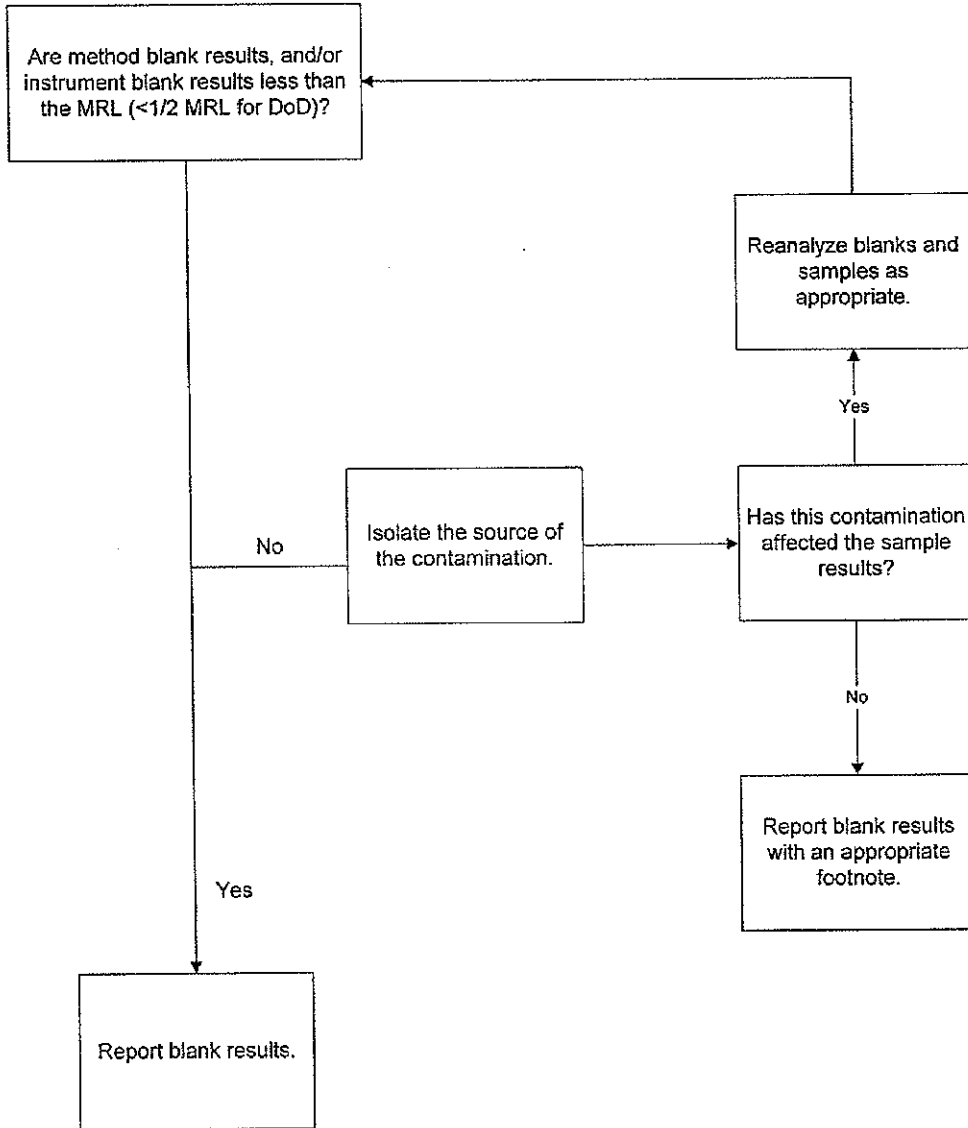 Are method blank results, and/or
instrument blank results less than
the MRL (<1/2 MRL for DoD)?
Reanalyze blanks and
samples as
appropriate.
Yes
Isolate the source of
the contamination.
Has this contamination
affected the sample
results?
No
No
Report blank results
with an appropriate
footnote.
Yes
Report blank results.